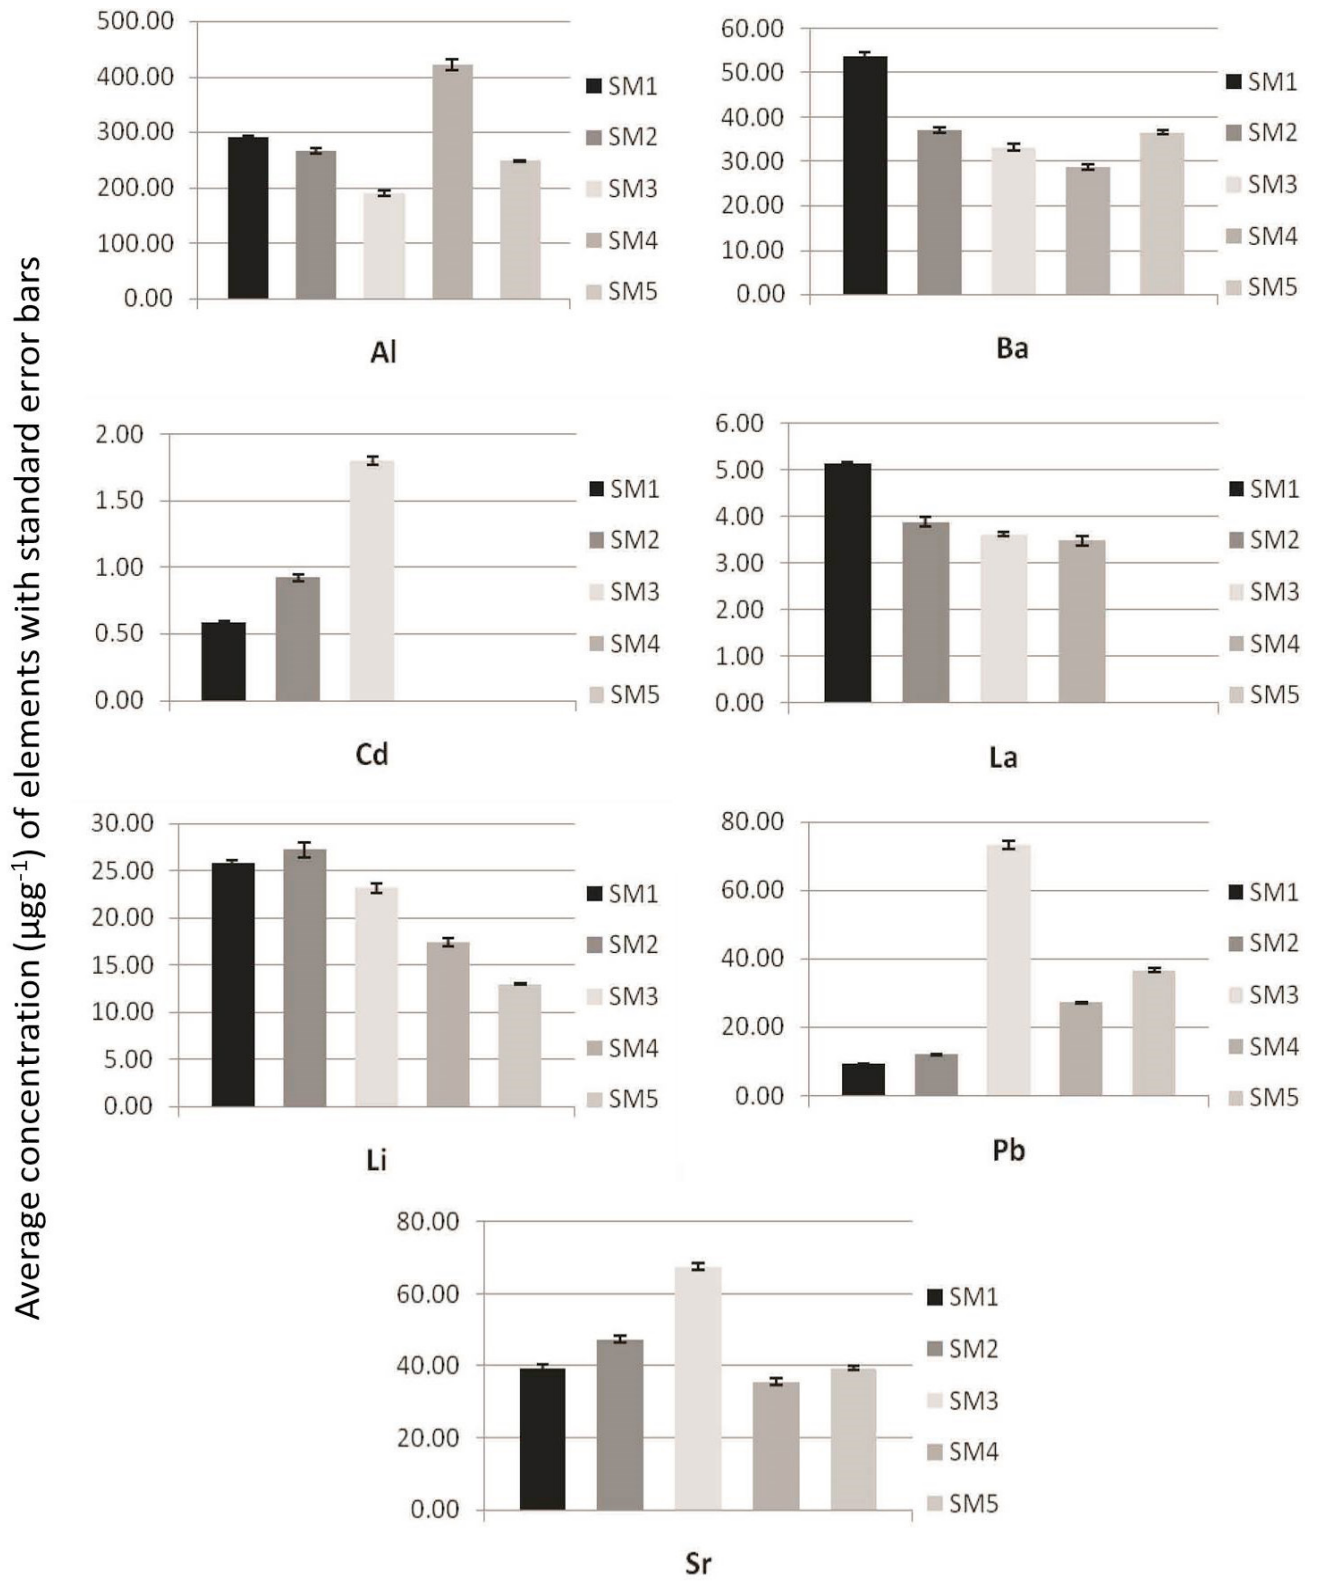 Average concentration (µgg⁻¹) of elements with standard error bars
500.00
400.00
300.00
200.00
100.00
0.00
SM1
SM2
SM3
SM4
SM5
Al
60.00
50.00
40.00
30.00
20.00
10.00
0.00
SM1
SM2
SM3
SM4
SM5
Ba
2.00
1.50
1.00
0.50
0.00
SM1
SM2
SM3
SM4
SM5
Cd
6.00
5.00
4.00
3.00
2.00
1.00
0.00
SM1
SM2
SM3
SM4
SM5
La
30.00
25.00
20.00
15.00
10.00
5.00
0.00
SM1
SM2
SM3
SM4
SM5
Li
80.00
60.00
40.00
20.00
0.00
SM1
SM2
SM3
SM4
SM5
Pb
80.00
60.00
40.00
20.00
0.00
SM1
SM2
SM3
SM4
SM5
Sr